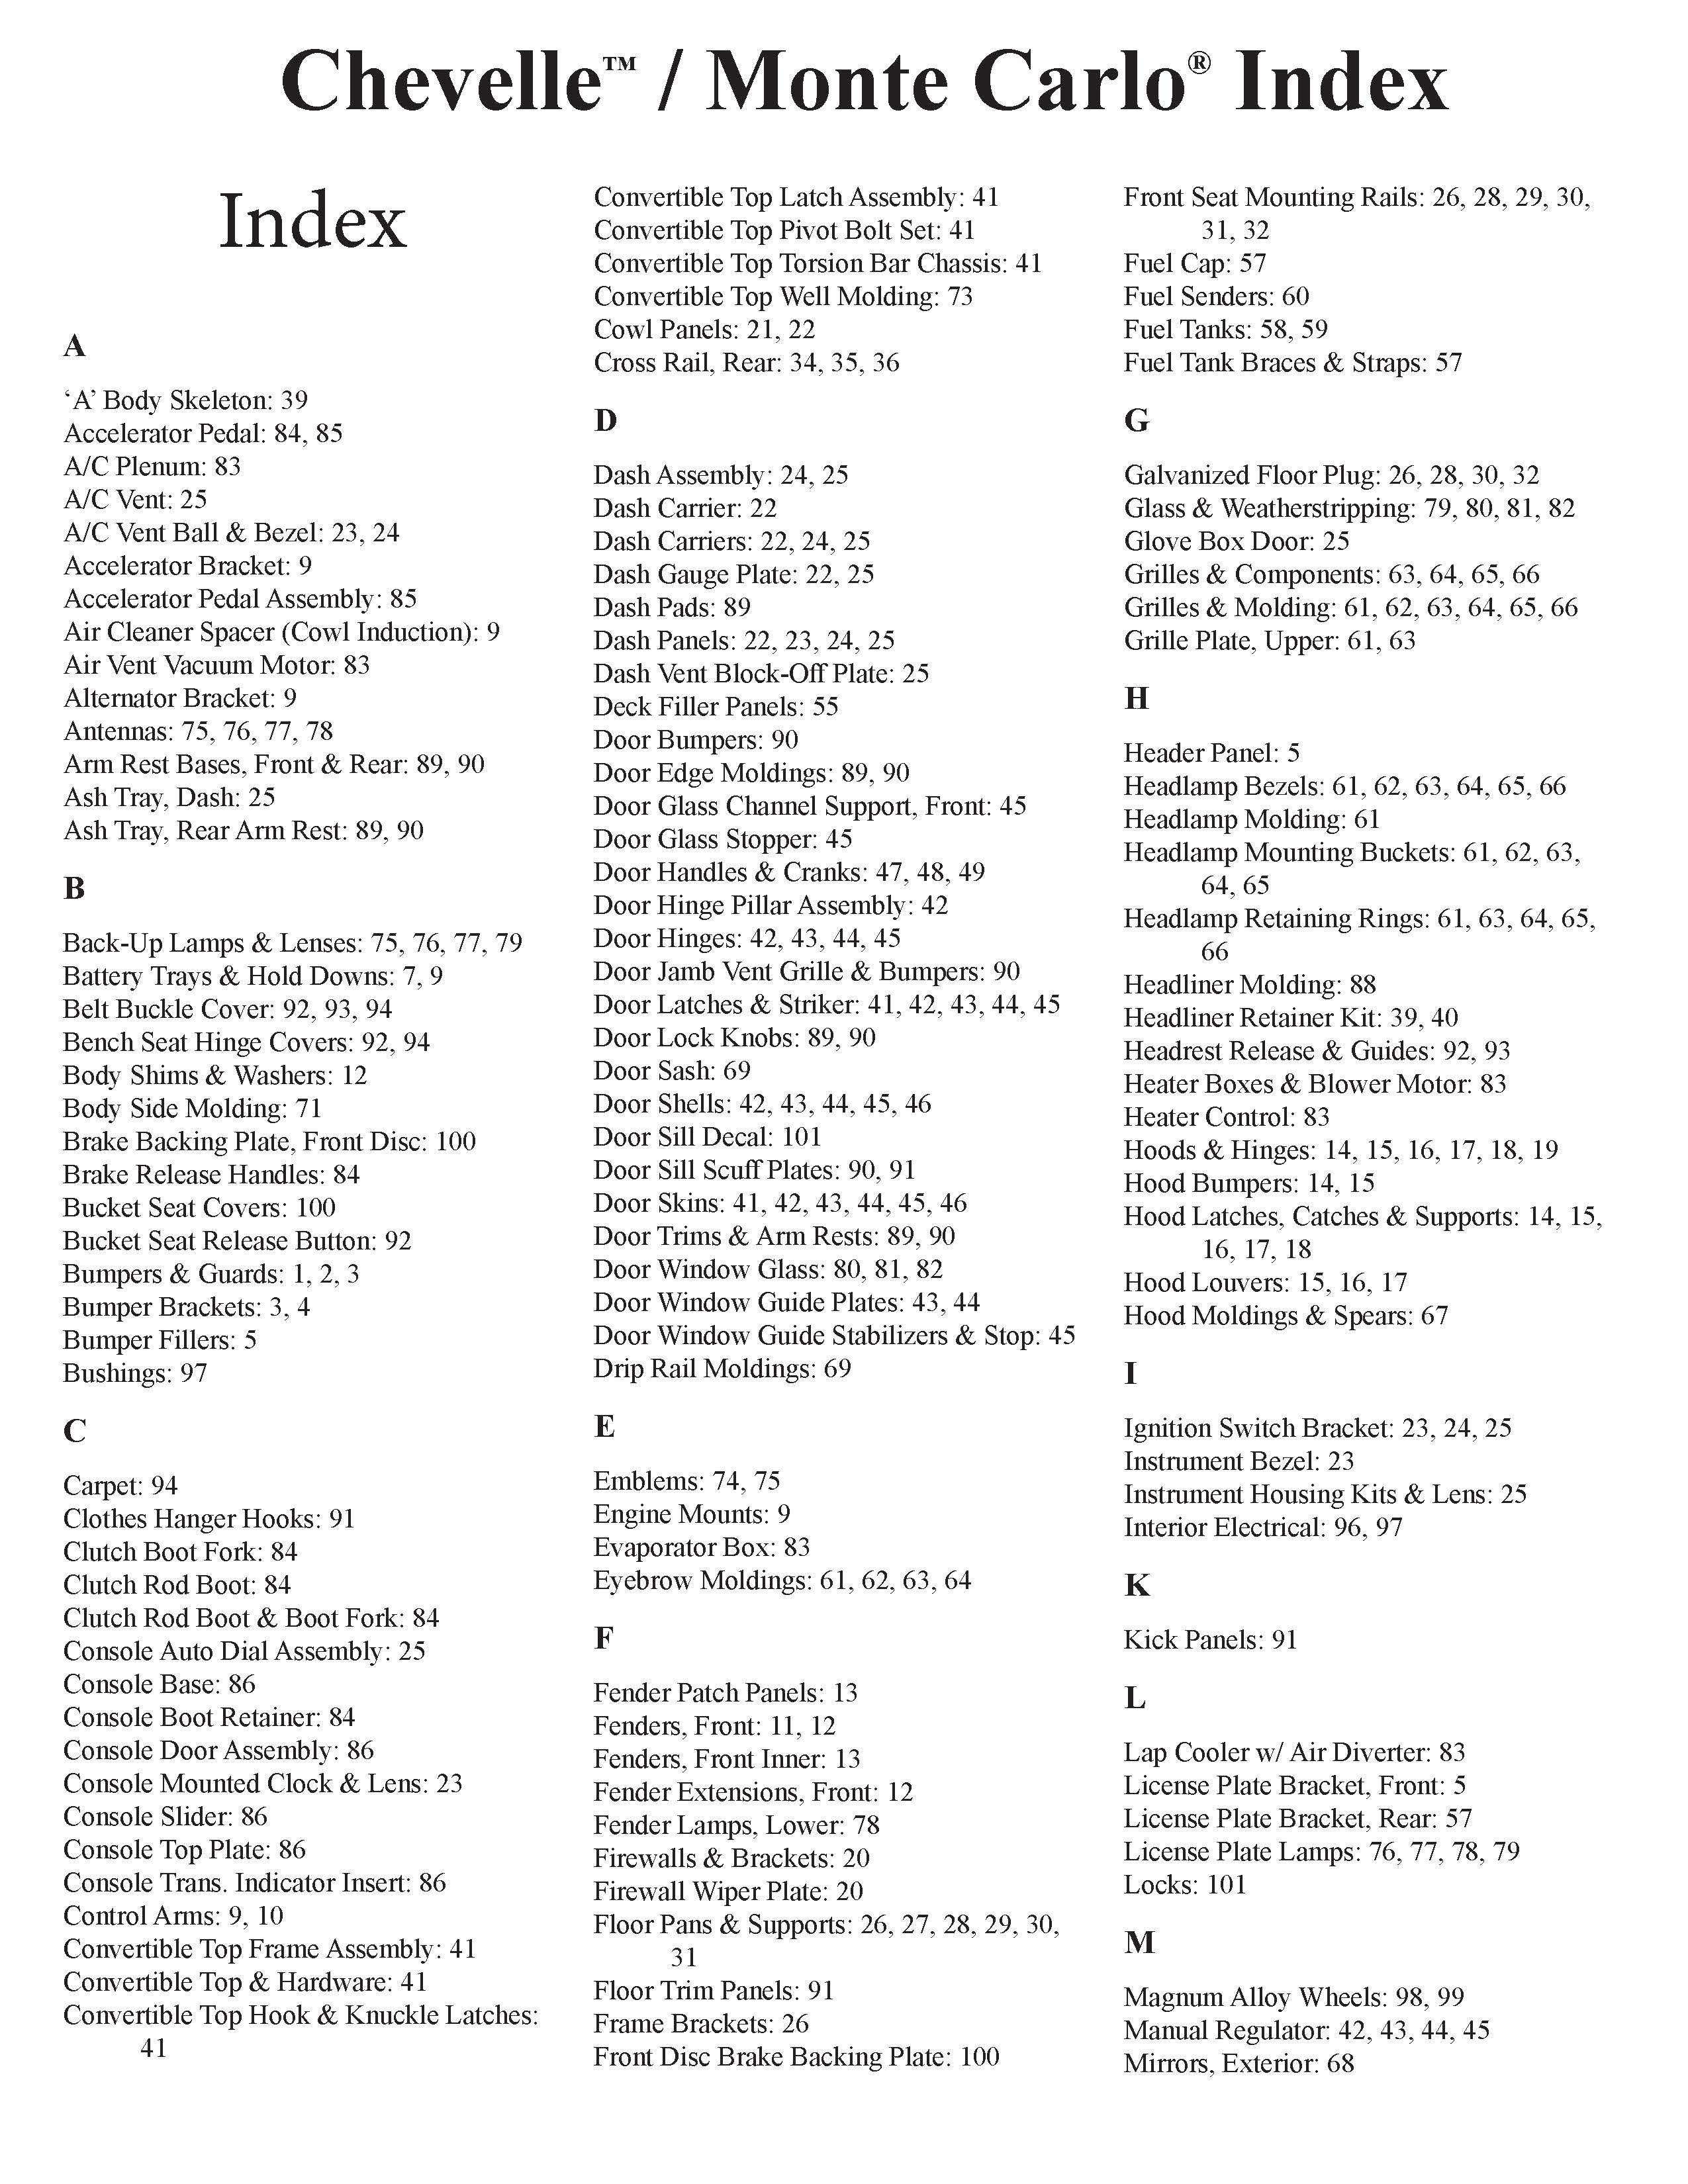 Chevelle™ / Monte Carlo® Index
Index
A
‘A’ Body Skeleton: 39
Accelerator Pedal: 84, 85
A/C Plenum: 83
A/C Vent: 25
A/C Vent Ball & Bezel: 23, 24
Accelerator Bracket: 9
Accelerator Pedal Assembly: 85
Air Cleaner Spacer (Cowl Induction): 9
Air Vent Vacuum Motor: 83
Alternator Bracket: 9
Antennas: 75, 76, 77, 78
Arm Rest Bases, Front & Rear: 89, 90
Ash Tray, Dash: 25
Ash Tray, Rear Arm Rest: 89, 90
B
Back-Up Lamps & Lenses: 75, 76, 77, 79
Battery Trays & Hold Downs: 7, 9
Belt Buckle Cover: 92, 93, 94
Bench Seat Hinge Covers: 92, 94
Body Shims & Washers: 12
Body Side Molding: 71
Brake Backing Plate, Front Disc: 100
Brake Release Handles: 84
Bucket Seat Covers: 100
Bucket Seat Release Button: 92
Bumpers & Guards: 1, 2, 3
Bumper Brackets: 3, 4
Bumper Fillers: 5
Bushings: 97
C
Carpet: 94
Clothes Hanger Hooks: 91
Clutch Boot Fork: 84
Clutch Rod Boot: 84
Clutch Rod Boot & Boot Fork: 84
Console Auto Dial Assembly: 25
Console Base: 86
Console Boot Retainer: 84
Console Door Assembly: 86
Console Mounted Clock & Lens: 23
Console Slider: 86
Console Top Plate: 86
Console Trans. Indicator Insert: 86
Control Arms: 9, 10
Convertible Top Frame Assembly: 41
Convertible Top & Hardware: 41
Convertible Top Hook & Knuckle Latches:
41
Convertible Top Latch Assembly: 41
Convertible Top Pivot Bolt Set: 41
Convertible Top Torsion Bar Chassis: 41
Convertible Top Well Molding: 73
Cowl Panels: 21, 22
Cross Rail, Rear: 34, 35, 36
D
Dash Assembly: 24, 25
Dash Carrier: 22
Dash Carriers: 22, 24, 25
Dash Gauge Plate: 22, 25
Dash Pads: 89
Dash Panels: 22, 23, 24, 25
Dash Vent Block-Off Plate: 25
Deck Filler Panels: 55
Door Bumpers: 90
Door Edge Moldings: 89, 90
Door Glass Channel Support, Front: 45
Door Glass Stopper: 45
Door Handles & Cranks: 47, 48, 49
Door Hinge Pillar Assembly: 42
Door Hinges: 42, 43, 44, 45
Door Jamb Vent Grille & Bumpers: 90
Door Latches & Striker: 41, 42, 43, 44, 45
Door Lock Knobs: 89, 90
Door Sash: 69
Door Shells: 42, 43, 44, 45, 46
Door Sill Decal: 101
Door Sill Scuff Plates: 90, 91
Door Skins: 41, 42, 43, 44, 45, 46
Door Trims & Arm Rests: 89, 90
Door Window Glass: 80, 81, 82
Door Window Guide Plates: 43, 44
Door Window Guide Stabilizers & Stop: 45
Drip Rail Moldings: 69
E
Emblems: 74, 75
Engine Mounts: 9
Evaporator Box: 83
Eyebrow Moldings: 61, 62, 63, 64
F
Fender Patch Panels: 13
Fenders, Front: 11, 12
Fenders, Front Inner: 13
Fender Extensions, Front: 12
Fender Lamps, Lower: 78
Firewalls & Brackets: 20
Firewall Wiper Plate: 20
Floor Pans & Supports: 26, 27, 28, 29, 30,
31
Floor Trim Panels: 91
Frame Brackets: 26
Front Disc Brake Backing Plate: 100
Front Seat Mounting Rails: 26, 28, 29, 30,
31, 32
Fuel Cap: 57
Fuel Senders: 60
Fuel Tanks: 58, 59
Fuel Tank Braces & Straps: 57
G
Galvanized Floor Plug: 26, 28, 30, 32
Glass & Weatherstripping: 79, 80, 81, 82
Glove Box Door: 25
Grilles & Components: 63, 64, 65, 66
Grilles & Molding: 61, 62, 63, 64, 65, 66
Grille Plate, Upper: 61, 63
H
Header Panel: 5
Headlamp Bezels: 61, 62, 63, 64, 65, 66
Headlamp Molding: 61
Headlamp Mounting Buckets: 61, 62, 63,
64, 65
Headlamp Retaining Rings: 61, 63, 64, 65,
66
Headliner Molding: 88
Headliner Retainer Kit: 39, 40
Headrest Release & Guides: 92, 93
Heater Boxes & Blower Motor: 83
Heater Control: 83
Hoods & Hinges: 14, 15, 16, 17, 18, 19
Hood Bumpers: 14, 15
Hood Latches, Catches & Supports: 14, 15,
16, 17, 18
Hood Louvers: 15, 16, 17
Hood Moldings & Spears: 67
I
Ignition Switch Bracket: 23, 24, 25
Instrument Bezel: 23
Instrument Housing Kits & Lens: 25
Interior Electrical: 96, 97
K
Kick Panels: 91
L
Lap Cooler w/ Air Diverter: 83
License Plate Bracket, Front: 5
License Plate Bracket, Rear: 57
License Plate Lamps: 76, 77, 78, 79
Locks: 101
M
Magnum Alloy Wheels: 98, 99
Manual Regulator: 42, 43, 44, 45
Mirrors, Exterior: 68